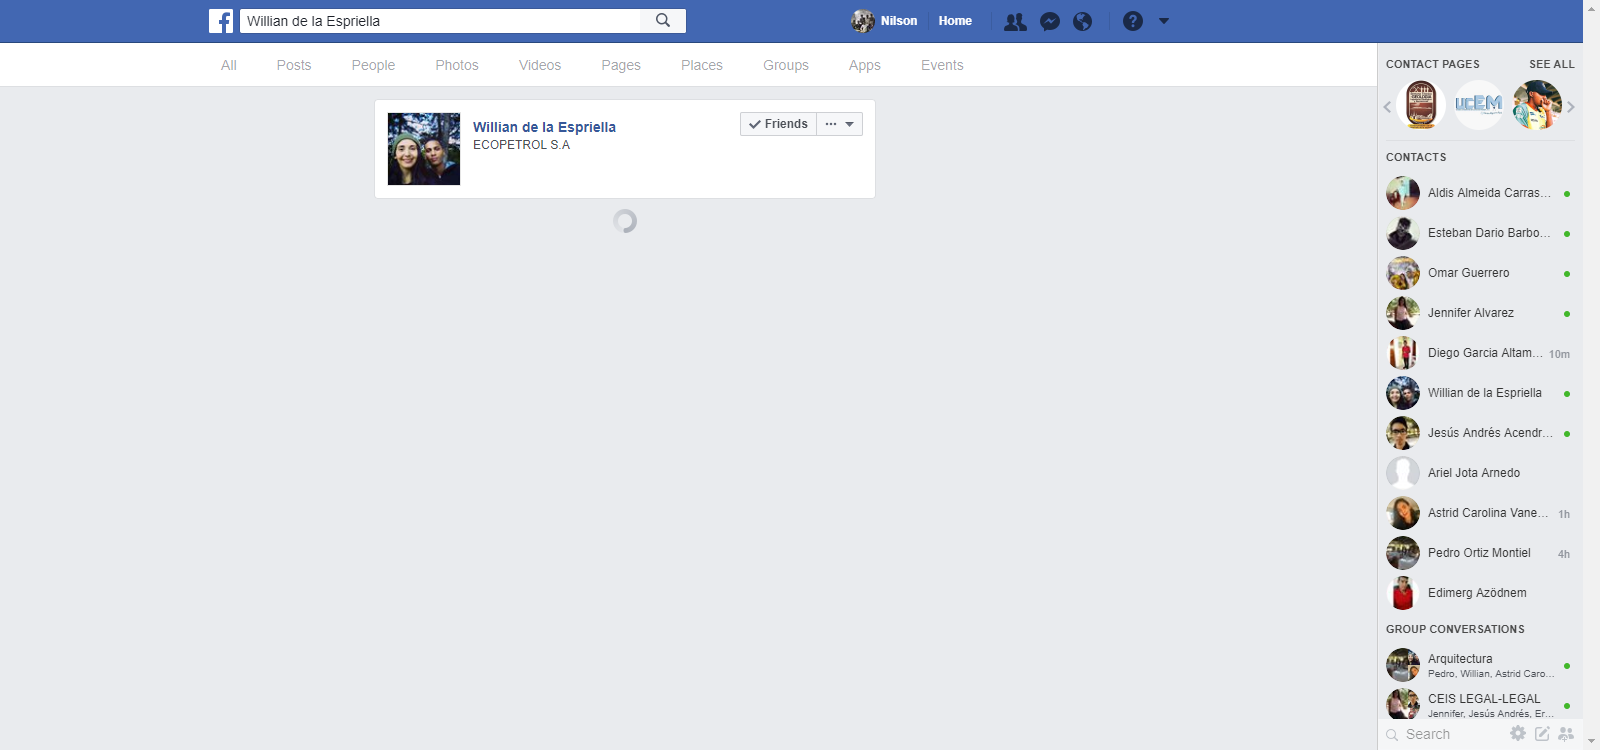 Willian de la Espriella
Nilson
Home
All
Posts
People
Photos
Videos
Pages
Places
Groups
Apps
Events
Willian de la Espriella
ECOPETROL S.A
Friends
CONTACT PAGES
SEE ALL
UCEM
CONTACTS
Aldis Almeida Carras...
Esteban Dario Barbo...
Omar Guerrero
Jennifer Alvarez
Diego Garcia Altam... 10m
Willian de la Espriella
Jesús Andrés Acendr...
Ariel Jota Arnedo
Astrid Carolina Vane... 1h
Pedro Ortiz Montiel 4h
Edimerg Azödnem
GROUP CONVERSATIONS
Arquitectura
Pedro, Willian, Astrid Caro...
CEIS LEGAL-LEGAL
Jennifer, Jesús Andrés, Er...
Search